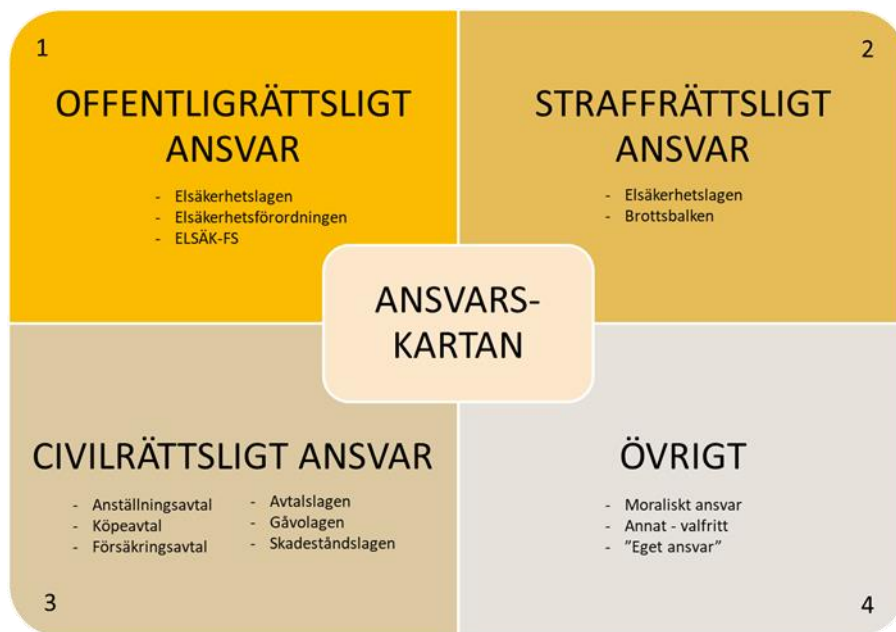 1
OFFENTLIGRÄTTSLIGT
ANSVAR
- Elsäkerhetslagen
- Elsäkerhetsförordningen
- ELSÄK-FS
2
STRAFFRÄTTSLIGT
ANSVAR
- Elsäkerhetslagen
- Brottsbalken
ANSVARS-
KARTAN
CIVILRÄTTSLIGT ANSVAR
- Anställningsavtal
- Köpeavtal
- Försäkringsavtal
- Avtalslagen
- Gåvolagen
- Skadeståndslagen
3
ÖVRIGT
- Moraliskt ansvar
- Annat - valfritt
- ”Eget ansvar”
4